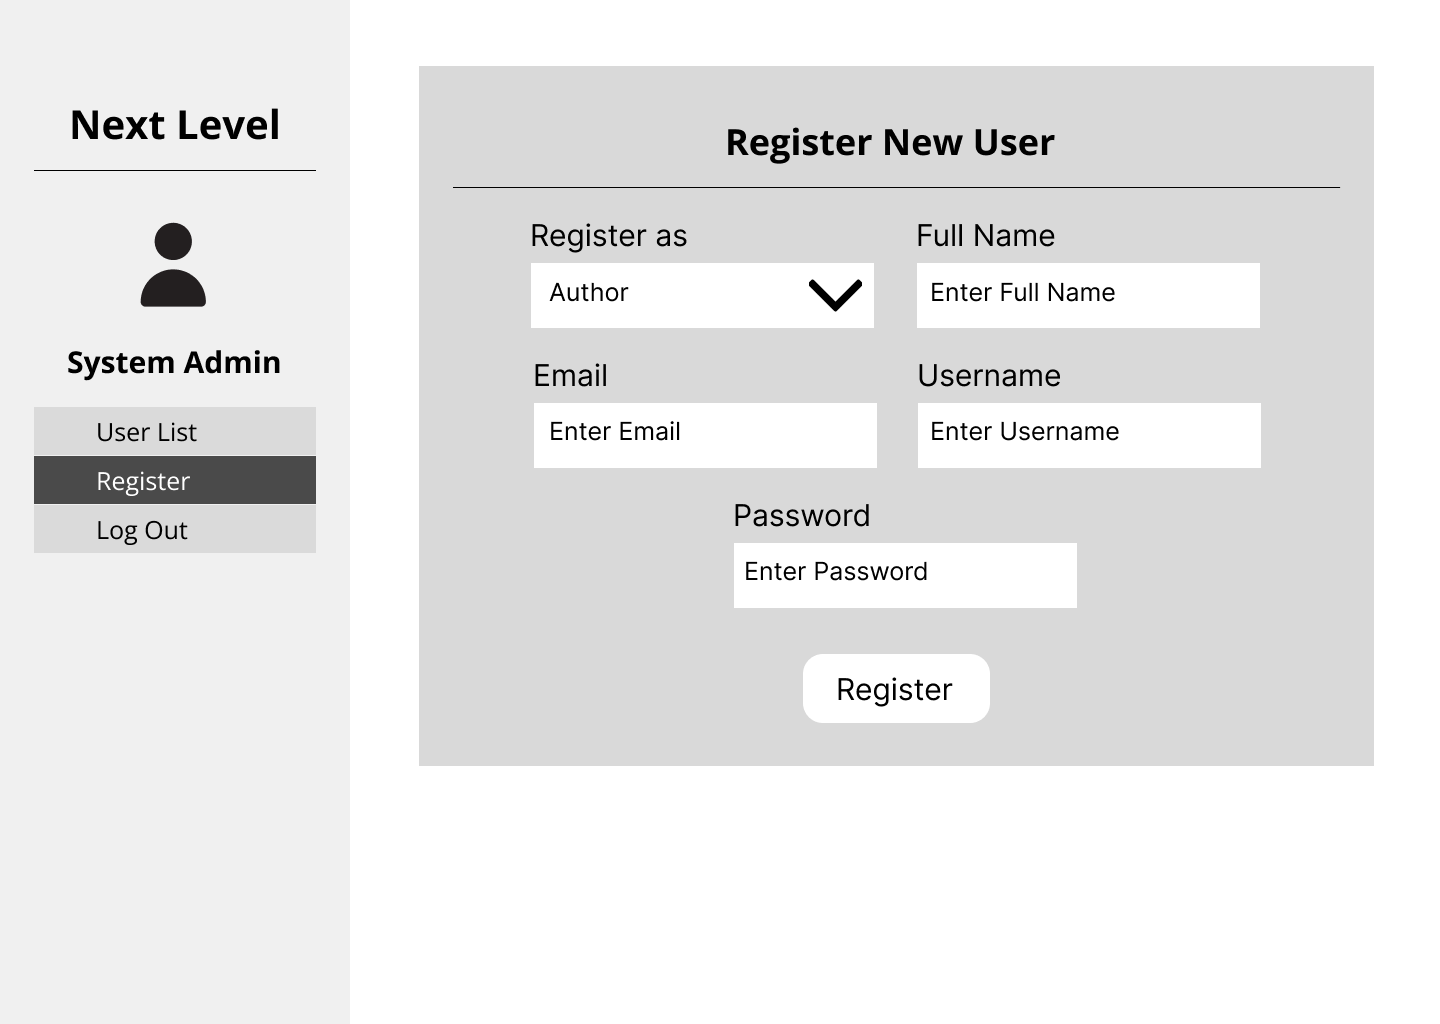 Next Level
System Admin
User List
Register
Log Out
Register New User
Register as
Author
Full Name
Enter Full Name
Email
Enter Email
Username
Enter Username
Password
Enter Password
Register